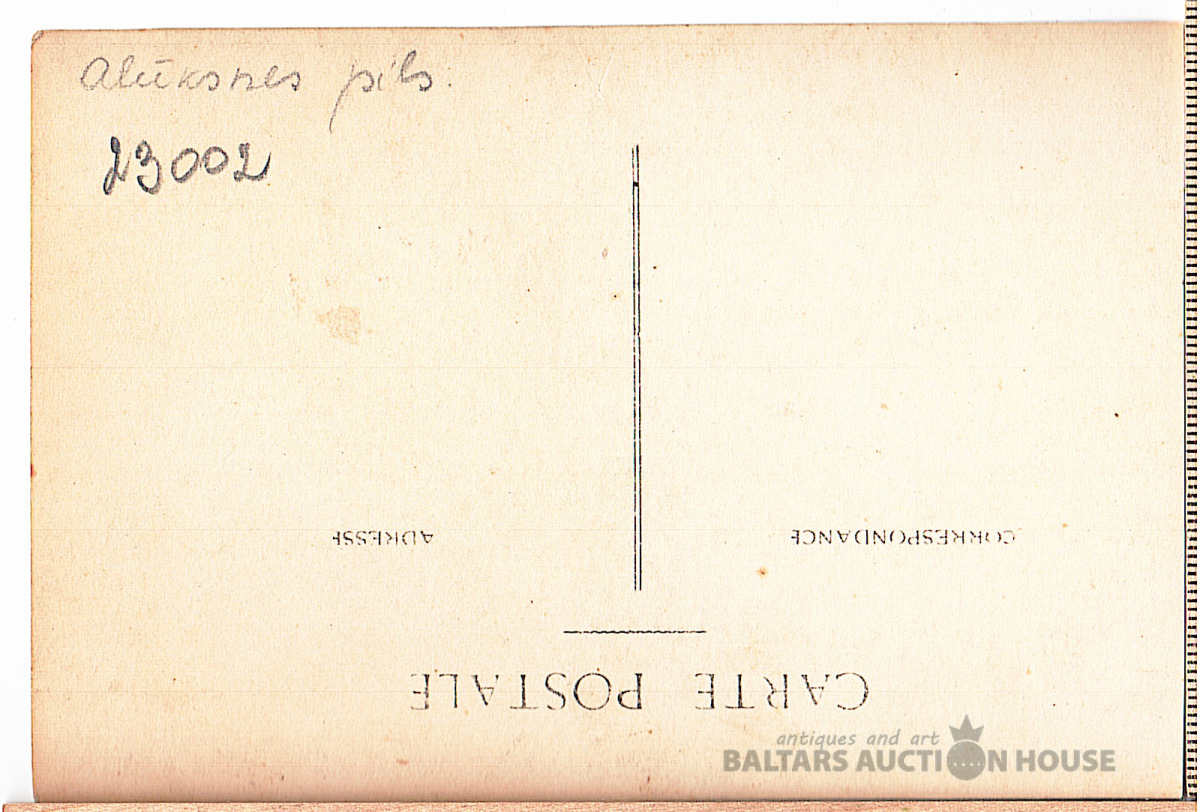 Alūksnes pils.
23002
ADRESSE
CORRESPONDANCE
CARTE POSTALE
antiques and art
BALTARS AUCTION HOUSE